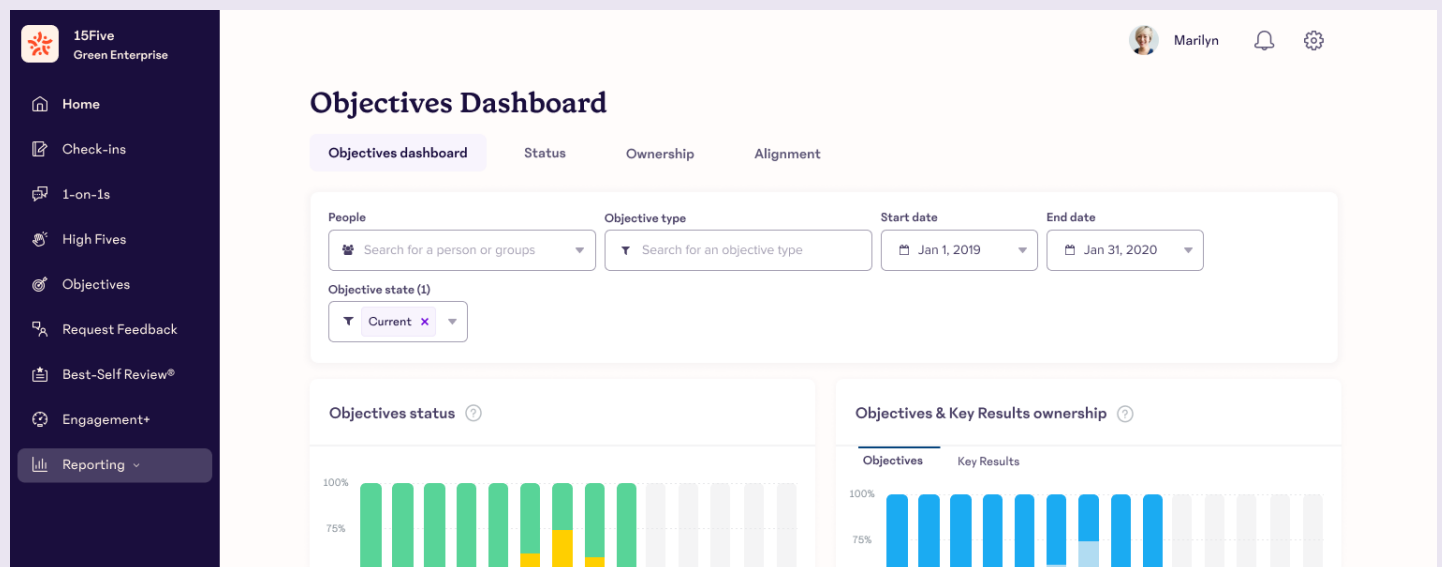 15Five
Green Enterprise
Marilyn
Home
Check-ins
1-on-1s
High Fives
Objectives
Request Feedback
Best-Self Review®
Engagement+
Reporting
Objectives Dashboard
Objectives dashboard Status Ownership Alignment
People Objective type Start date End date
Search for a person or groups Search for an objective type Jan 1, 2019 Jan 31, 2020
Objective state (1)
Current ×
Objectives status ?
100%
75%
Objectives & Key Results ownership ?
Objectives Key Results
100%
75%